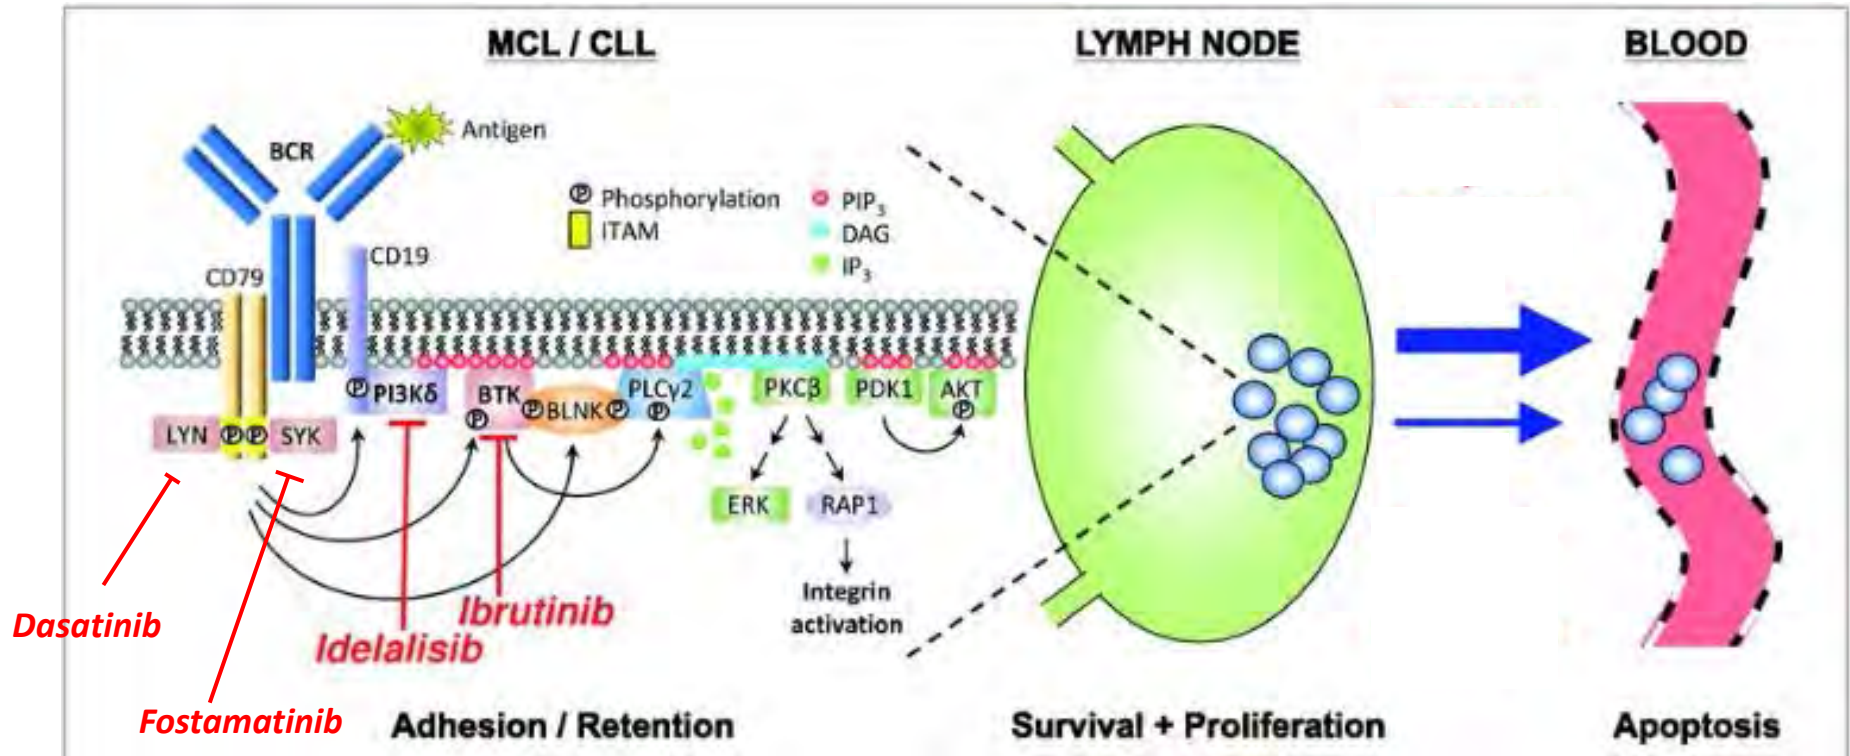 MCL / CLL
LYMPH NODE
BLOOD
Antigen
BCR
Ⓟ Phosphorylation
ITAM
PIP₃
DAG
IP₃
CD19
CD79
Ⓟ PI3Kδ
BTK
Ⓟ
Ⓟ BLNK Ⓟ
PLCγ2
Ⓟ
PKCβ
PDK1
AKT
Ⓟ
LYN Ⓟ Ⓟ SYK
ERK
RAP1
Integrin
activation
Dasatinib
Ibrutinib
Idelalisib
Fostamatinib
Adhesion / Retention
Survival + Proliferation
Apoptosis